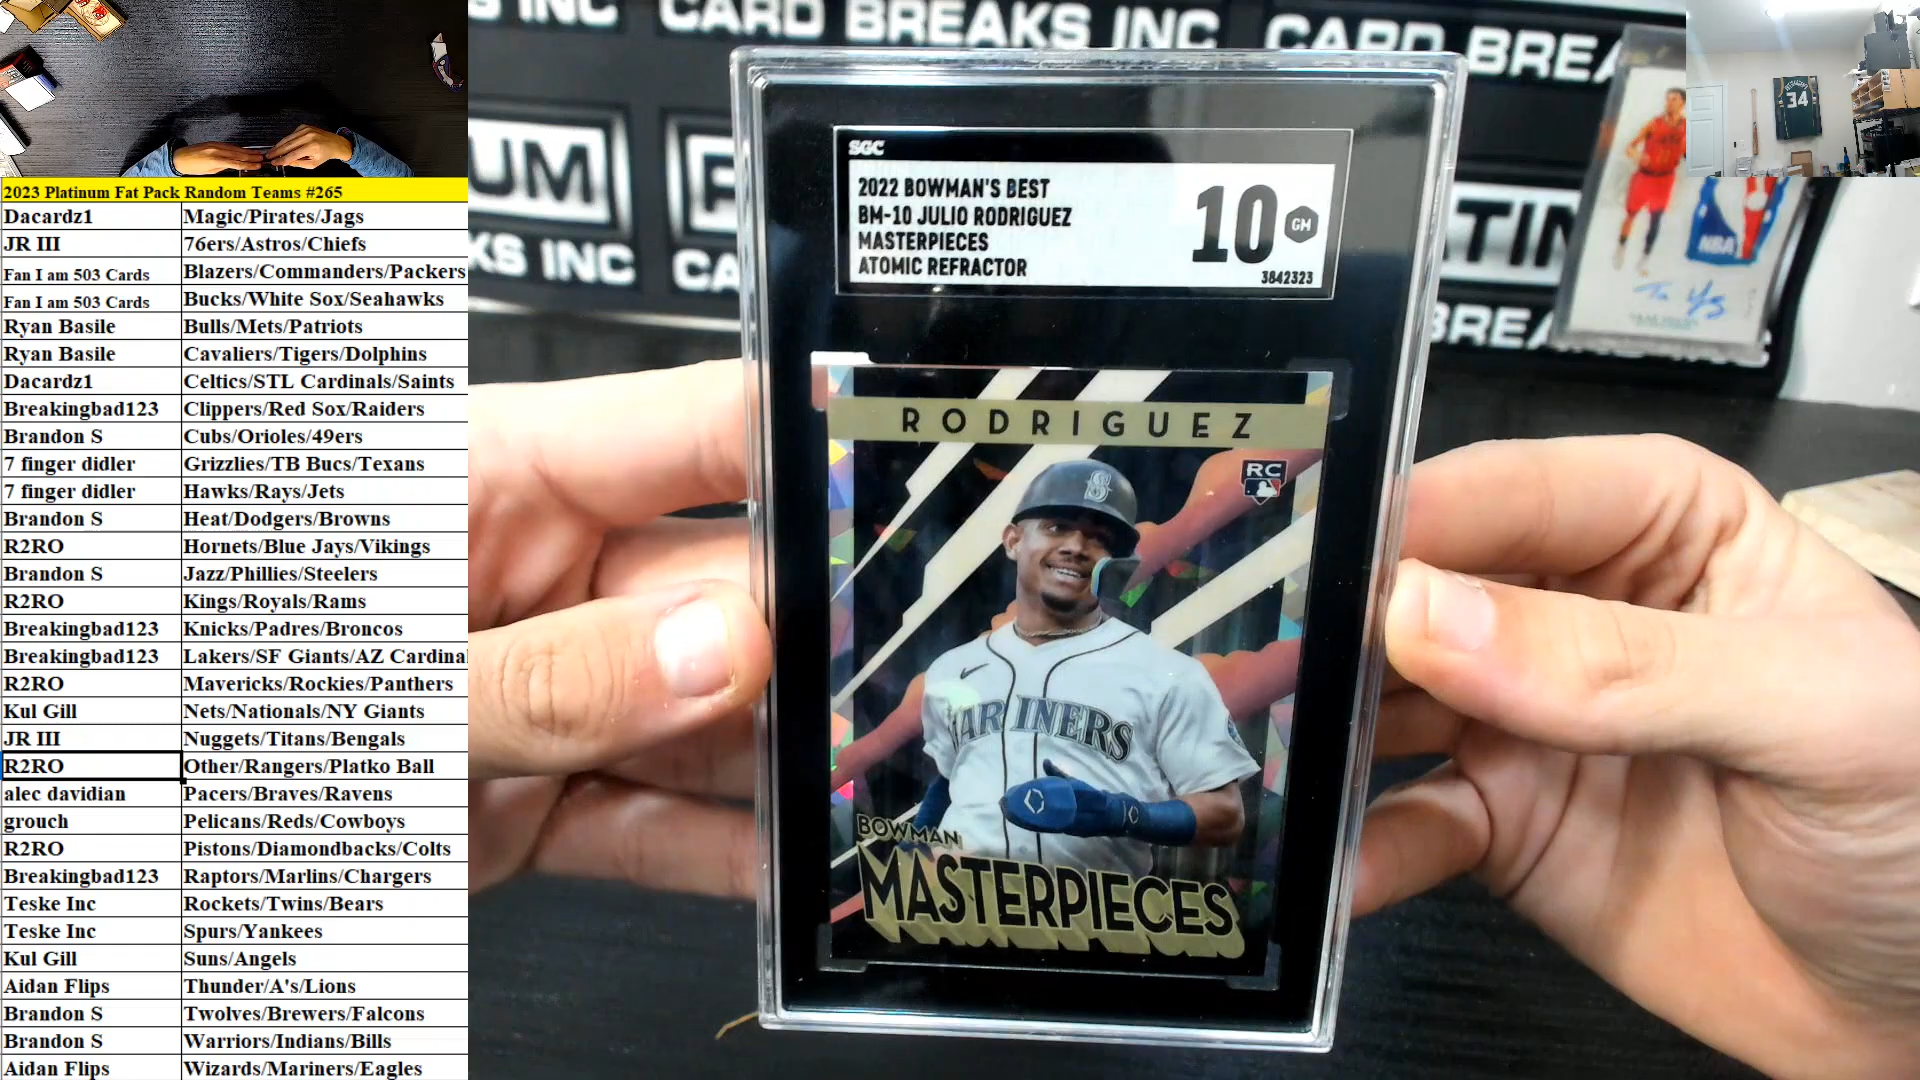 2023 Platinum Fat Pack Random Teams #265
Dacardz1 Magic/Pirates/Jags
JR III 76ers/Astros/Chiefs
Fan I am 503 Cards Blazers/Commanders/Packers
Fan I am 503 Cards Bucks/White Sox/Seahawks
Ryan Basile Bulls/Mets/Patriots
Ryan Basile Cavaliers/Tigers/Dolphins
Dacardz1 Celtics/STL Cardinals/Saints
Breakingbad123 Clippers/Red Sox/Raiders
Brandon S Cubs/Orioles/49ers
7 finger didler Grizzlies/TB Bucs/Texans
7 finger didler Hawks/Rays/Jets
Brandon S Heat/Dodgers/Browns
R2RO Hornets/Blue Jays/Vikings
Brandon S Jazz/Phillies/Steelers
R2RO Kings/Royals/Rams
Breakingbad123 Knicks/Padres/Broncos
Breakingbad123 Lakers/SF Giants/AZ Cardina
R2RO Mavericks/Rockies/Panthers
Kul Gill Nets/Nationals/NY Giants
JR III Nuggets/Titans/Bengals
R2RO Other/Rangers/Platko Ball
alec davidian Pacers/Braves/Ravens
grouch Pelicans/Reds/Cowboys
R2RO Pistons/Diamondbacks/Colts
Breakingbad123 Raptors/Marlins/Chargers
Teske Inc Rockets/Twins/Bears
Teske Inc Spurs/Yankees
Kul Gill Suns/Angels
Aidan Flips Thunder/A's/Lions
Brandon S Twolves/Brewers/Falcons
Brandon S Warriors/Indians/Bills
Aidan Flips Wizards/Mariners/Eagles
S INC CARD BREAKS INC CARD BREA
UM
KS INC CA
TIN
BREA
SGC
2022 BOWMAN'S BEST
BM-10 JULIO RODRIGUEZ
MASTERPIECES
ATOMIC REFRACTOR
10 GM
3842323
RODRIGUEZ
RC
S
MARINERS
BOWMAN
MASTERPIECES
NBA
34